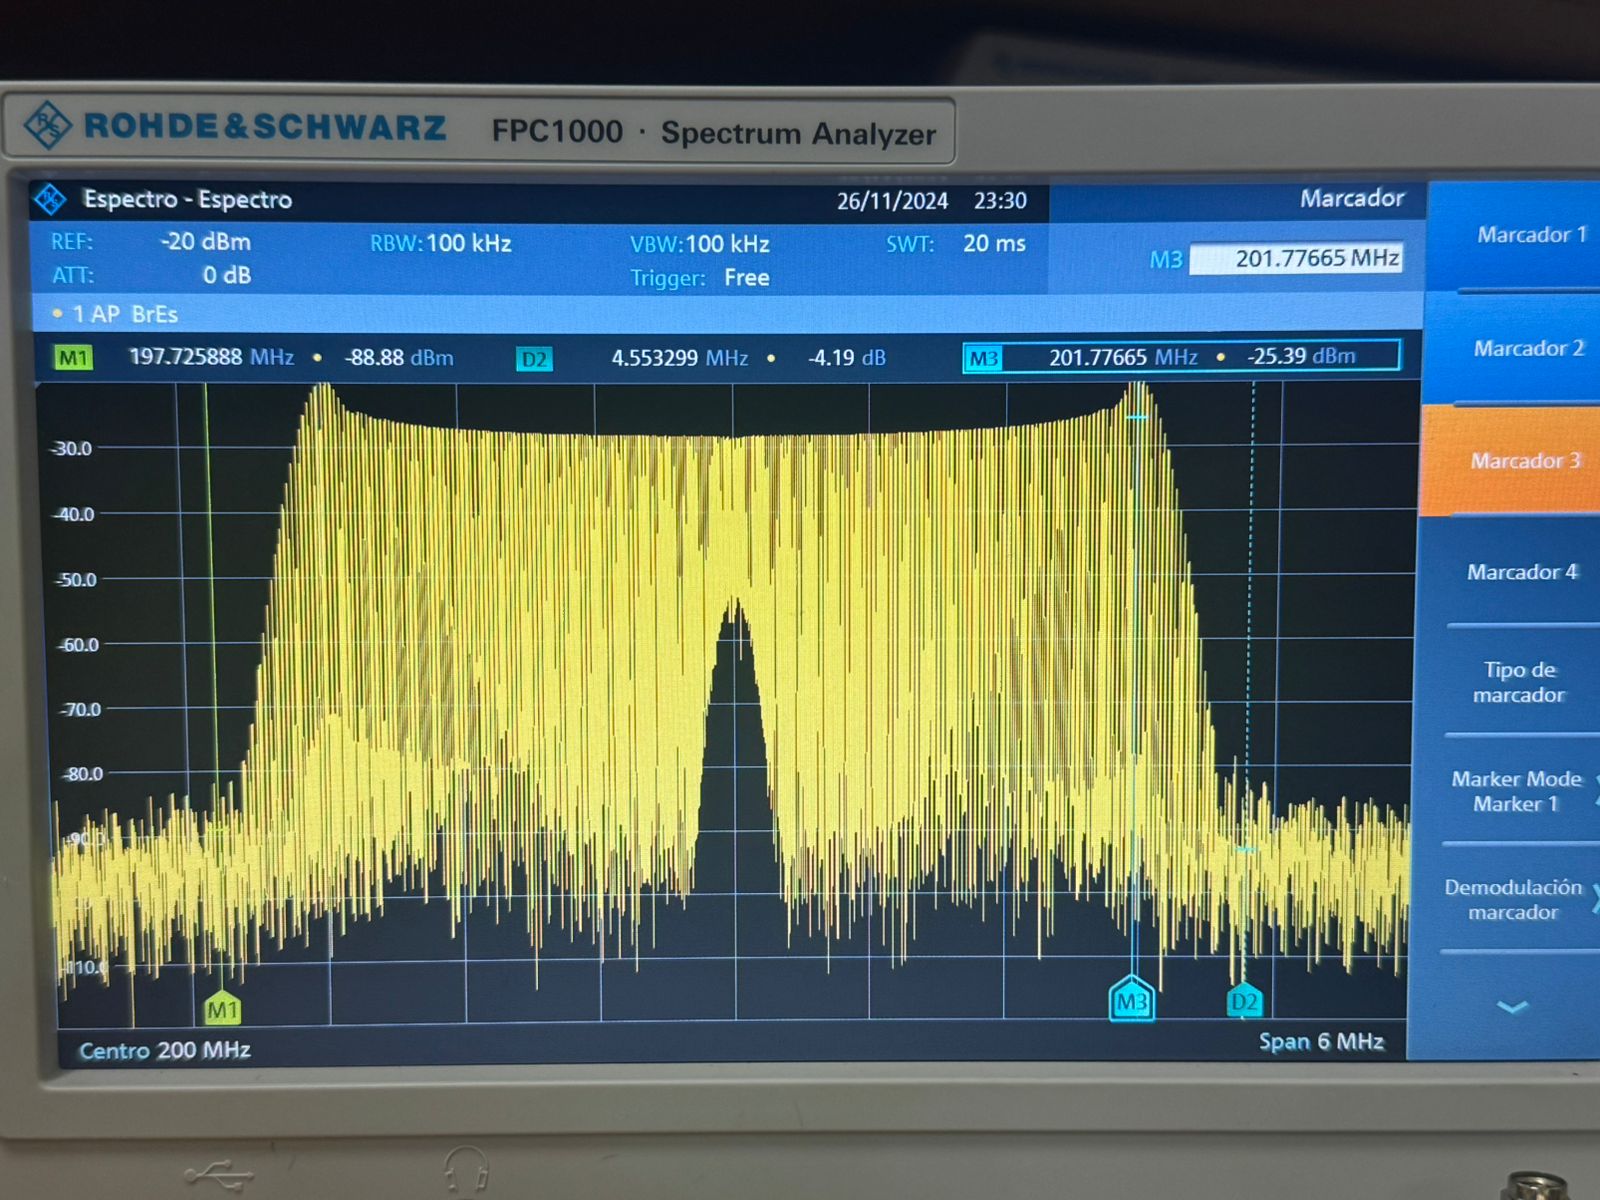 ROHDE&SCHWARZ FPC1000 · Spectrum Analyzer
Espectro - Espectro 26/11/2024 23:30 Marcador
REF: -20 dBm RBW: 100 kHz VBW: 100 kHz SWT: 20 ms
M3 201.77665 MHz
ATT: 0 dB Trigger: Free
• 1 AP BrEs
M1 197.725888 MHz • -88.88 dBm D2 4.553299 MHz • -4.19 dB M3 201.77665 MHz • -25.39 dBm
-30.0
-40.0
-50.0
-60.0
-70.0
-80.0
-90.0
-110.0
M1 M3 D2
Centro 200 MHz Span 6 MHz
Marcador 1
Marcador 2
Marcador 3
Marcador 4
Tipo de
marcador
Marker Mode
Marker 1
Demodulación
marcador